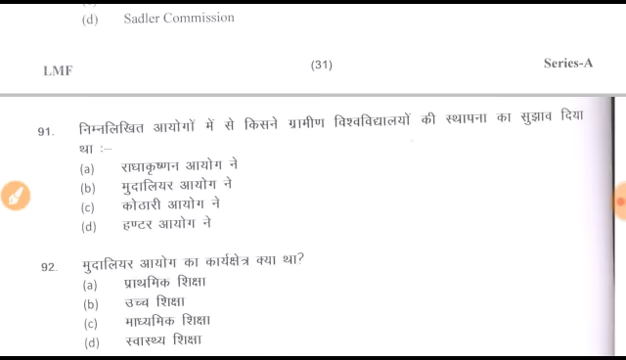 (d) Sadler Commission
LMF (31) Series-A
91. निम्नलिखित आयोगों में से किसने ग्रामीण विश्वविद्यालयों की स्थापना का सुझाव दिया
था :–
(a) राधाकृष्णन आयोग ने
(b) मुदालियर आयोग ने
(c) कोठारी आयोग ने
(d) हण्टर आयोग ने
92. मुदालियर आयोग का कार्यक्षेत्र क्या था?
(a) प्राथमिक शिक्षा
(b) उच्च शिक्षा
(c) माध्यमिक शिक्षा
(d) स्वास्थ्य शिक्षा